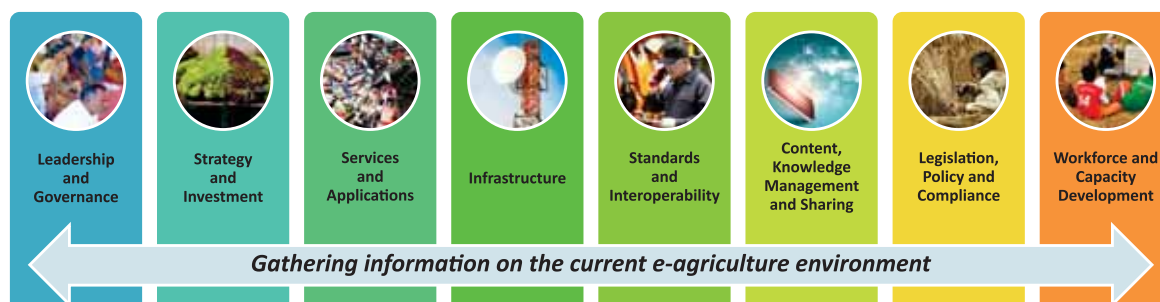 Leadership
and
Governance
Strategy
and
Investment
Services
and
Applications
Infrastructure
Standards
and
Interoperability
Content,
Knowledge
Management
and Sharing
Legislation,
Policy and
Compliance
Workforce and
Capacity
Development
Gathering information on the current e-agriculture environment